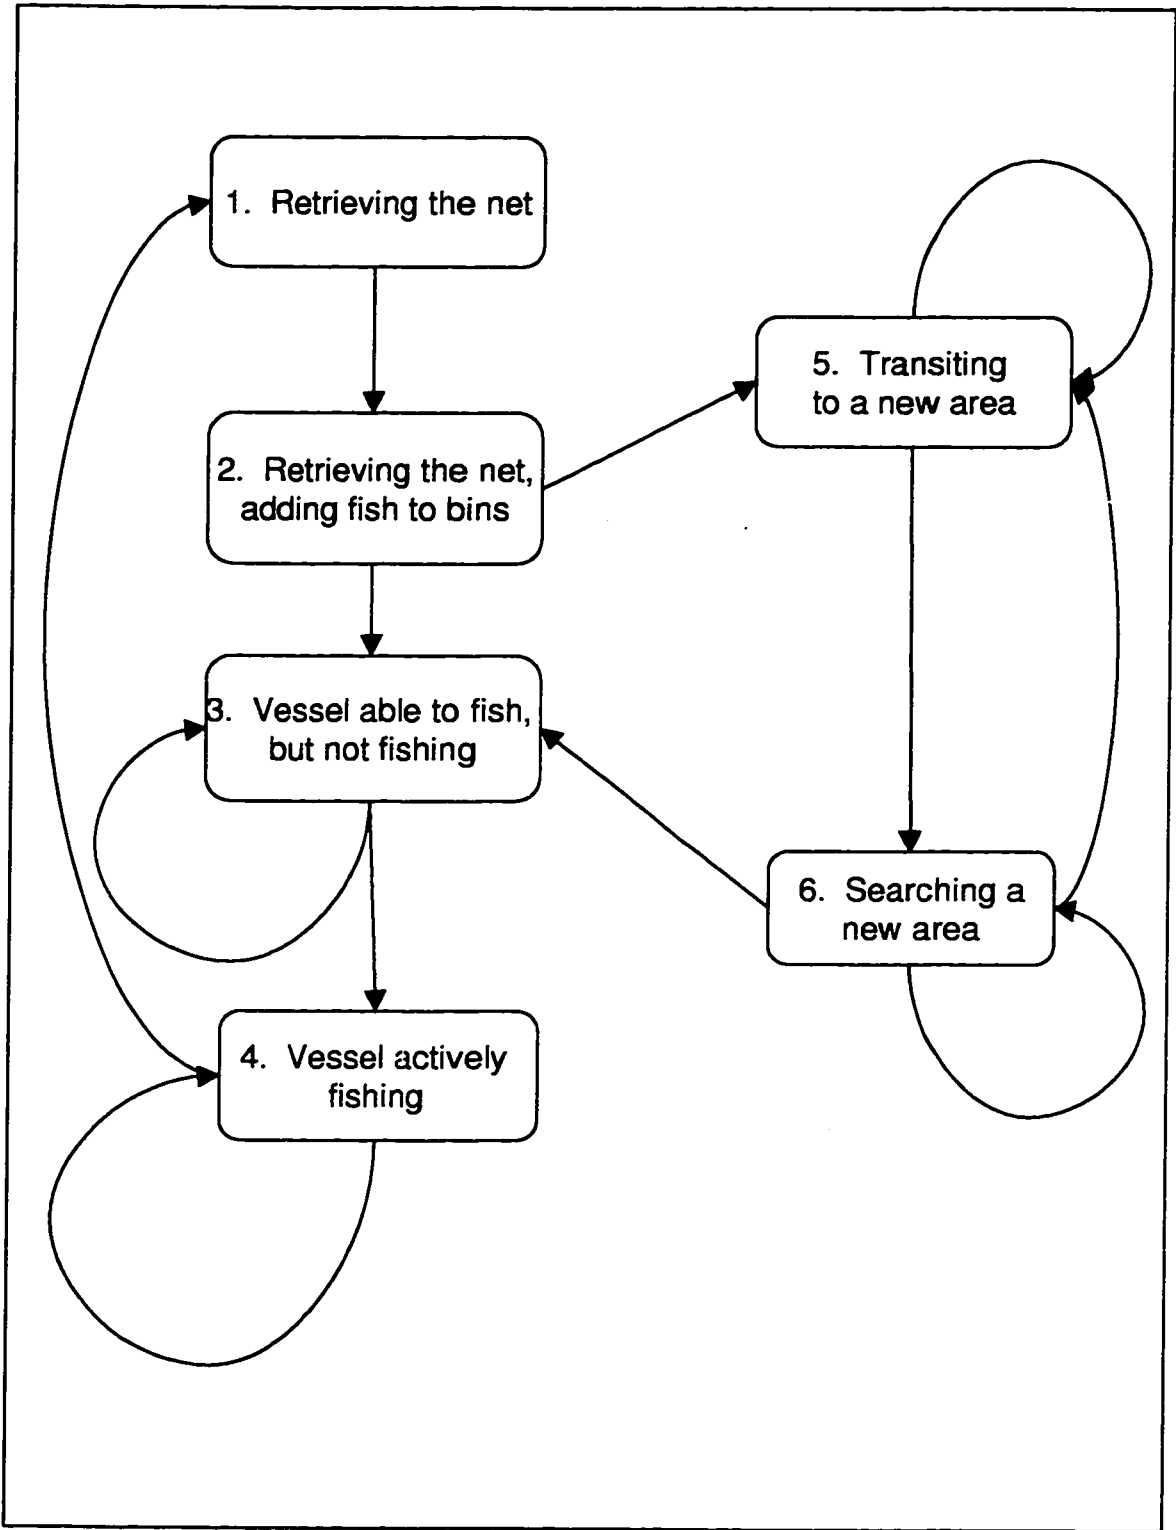 1. Retrieving the net
2. Retrieving the net,
adding fish to bins
3. Vessel able to fish,
but not fishing
4. Vessel actively
fishing
5. Transiting
to a new area
6. Searching a
new area